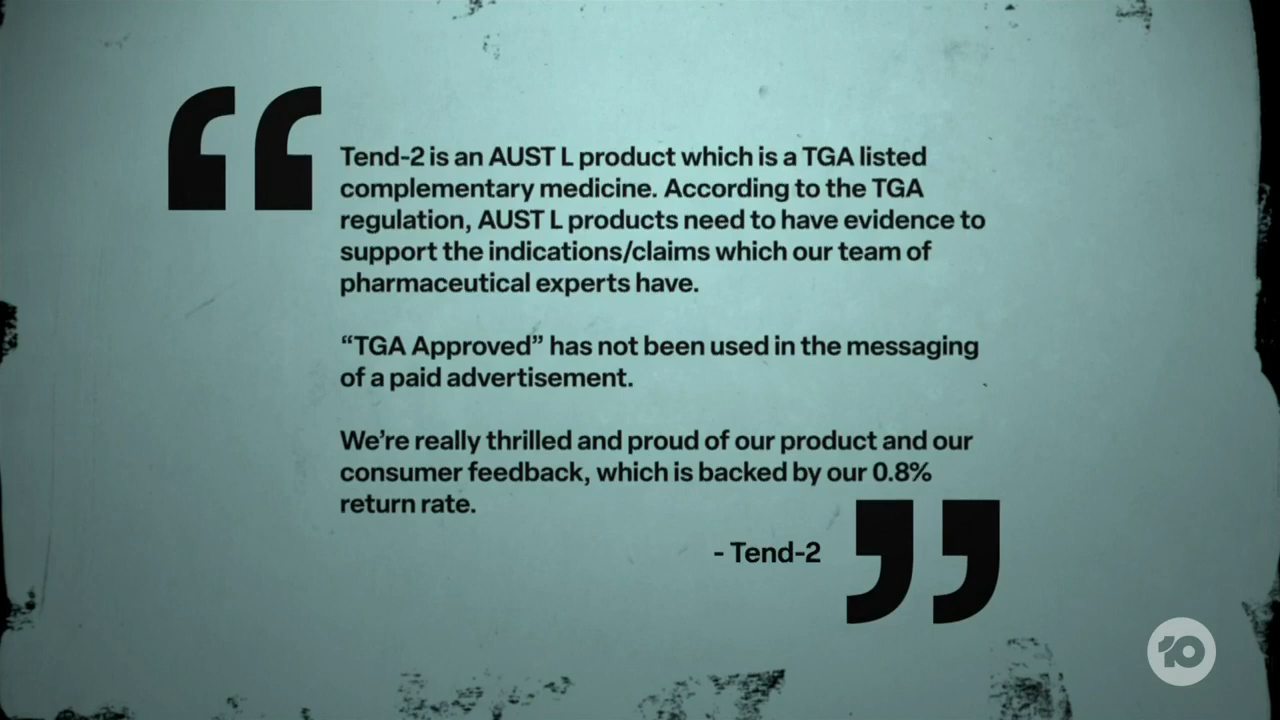 Tend-2 is an AUST L product which is a TGA listed
complementary medicine. According to the TGA
regulation, AUST L products need to have evidence to
support the indications/claims which our team of
pharmaceutical experts have.
“TGA Approved” has not been used in the messaging
of a paid advertisement.
We’re really thrilled and proud of our product and our
consumer feedback, which is backed by our 0.8%
return rate.
- Tend-2
10